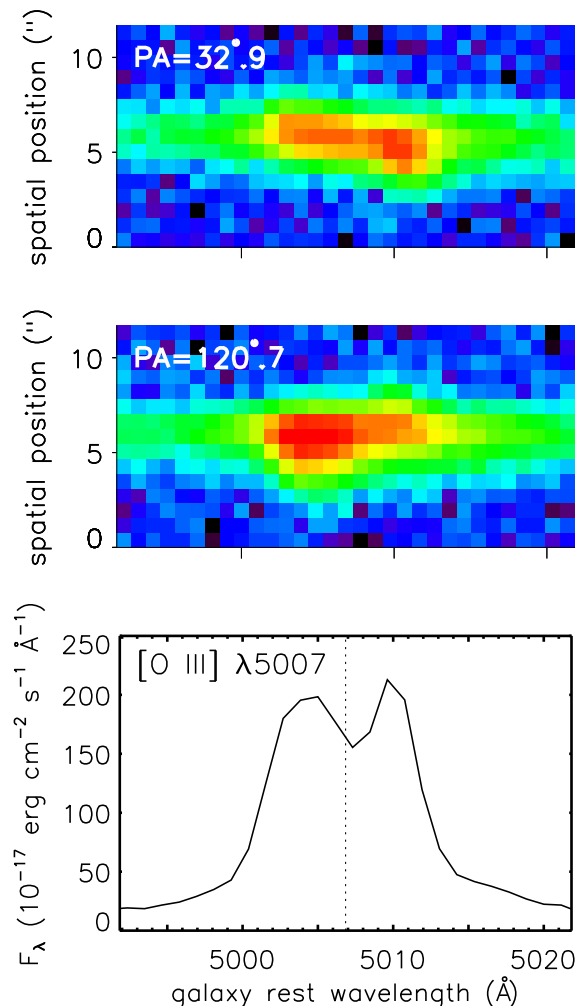 10
PA=32°.9
spatial position (")
5
0
10
PA=120°.7
spatial position (")
5
0
250
[O III] λ5007
200
150
100
50
0
Fλ (10⁻¹⁷ erg cm⁻² s⁻¹ Å⁻¹)
5000 5010 5020
galaxy rest wavelength (Å)